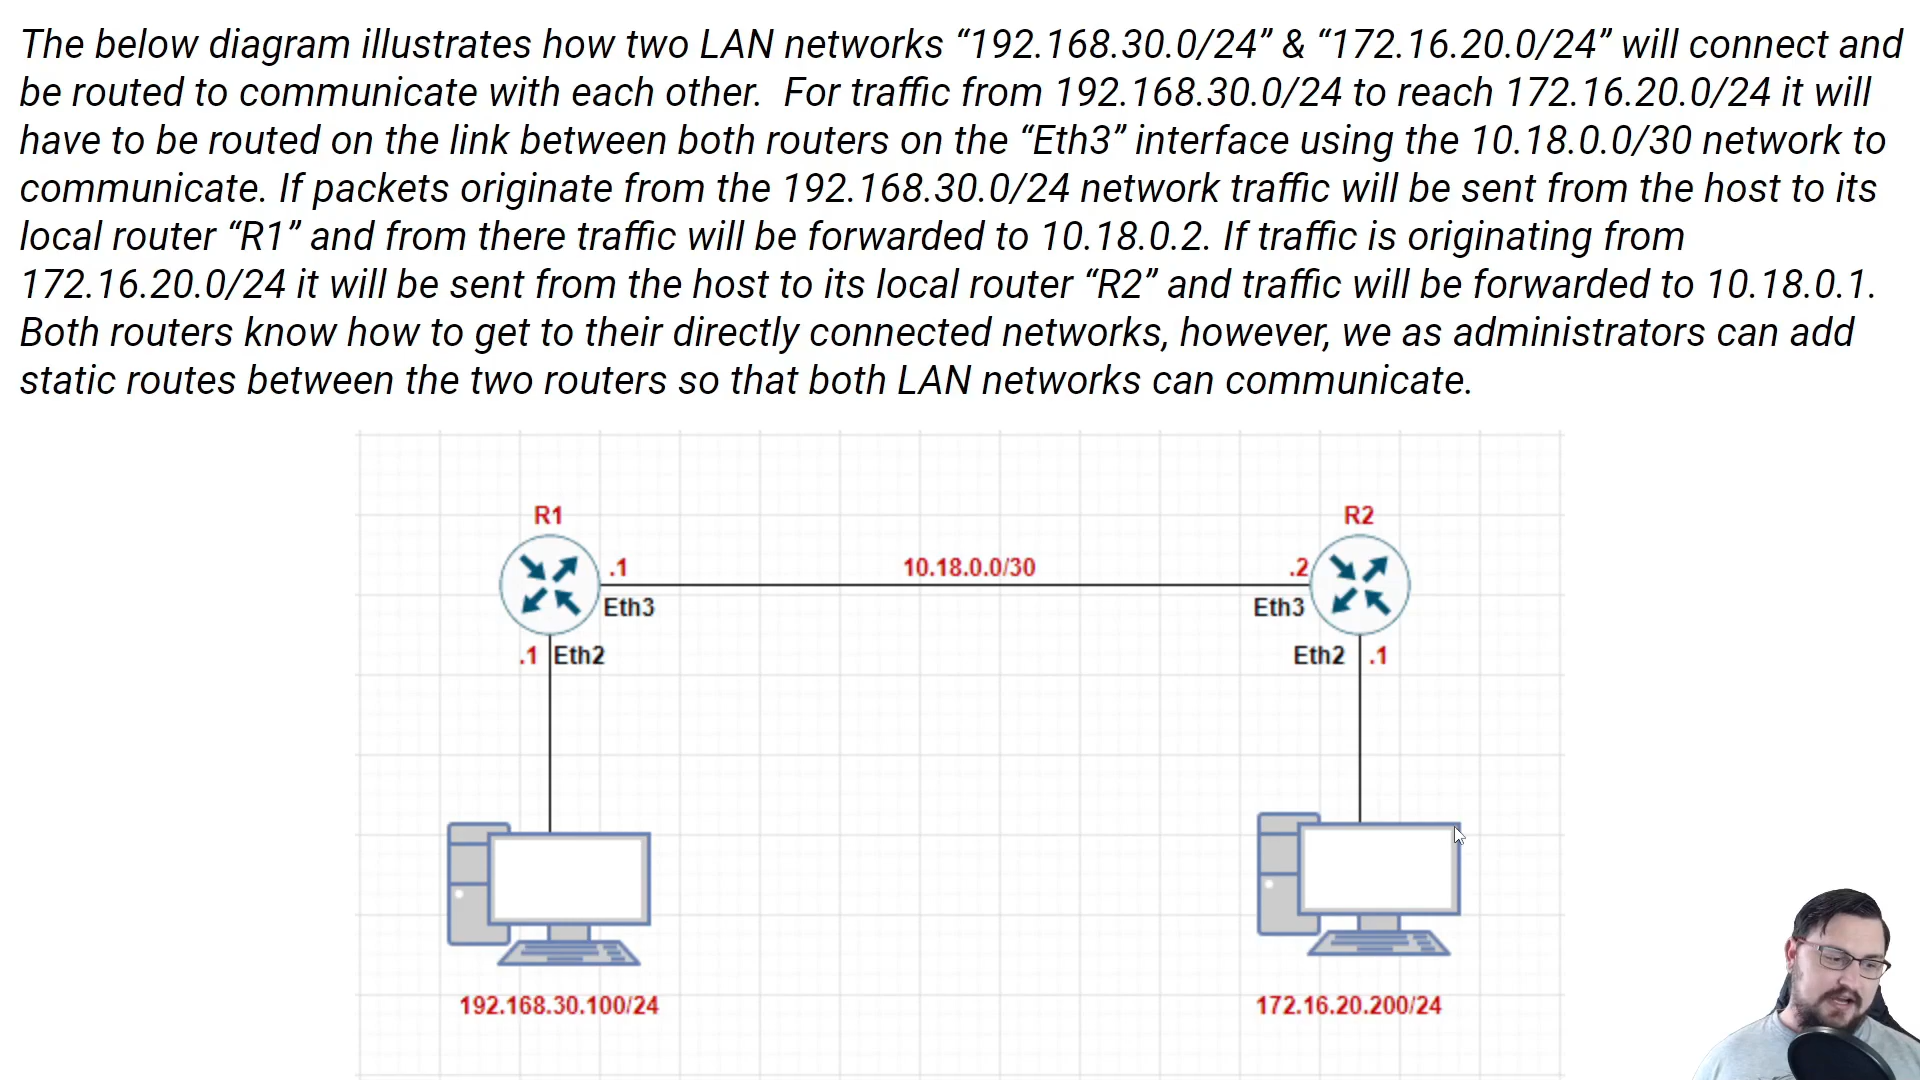 The below diagram illustrates how two LAN networks “192.168.30.0/24” & “172.16.20.0/24” will connect and
be routed to communicate with each other.  For traffic from 192.168.30.0/24 to reach 172.16.20.0/24 it will
have to be routed on the link between both routers on the “Eth3” interface using the 10.18.0.0/30 network to
communicate. If packets originate from the 192.168.30.0/24 network traffic will be sent from the host to its
local router “R1” and from there traffic will be forwarded to 10.18.0.2. If traffic is originating from
172.16.20.0/24 it will be sent from the host to its local router “R2” and traffic will be forwarded to 10.18.0.1.
Both routers know how to get to their directly connected networks, however, we as administrators can add
static routes between the two routers so that both LAN networks can communicate.
R1
R2
.1
10.18.0.0/30
.2
Eth3
Eth3
.1 Eth2
Eth2 .1
192.168.30.100/24
172.16.20.200/24